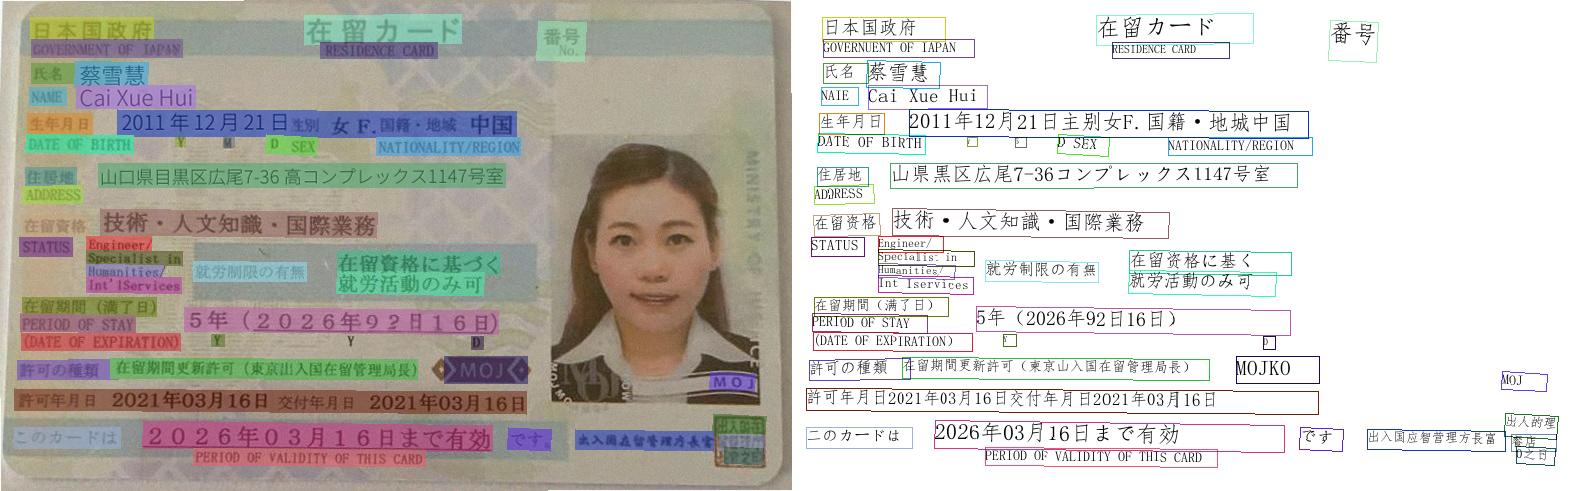 日本国政府 在留カード 番号
GOVERNMENT OF JAPAN RESIDENCE CARD No.
氏名 蔡雪慧
NAME Cai Xue Hui
生年月日 2011年12月21日 性別 女 F. 国籍・地域 中国
DATE OF BIRTH Y M D SEX NATIONALITY/REGION
住居地 山口県目黒区広尾7-36 高コンプレックス1147号室
ADDRESS
在留資格 技術・人文知識・国際業務
STATUS Engineer/
Specialist in
Humanities/
Int'lServices
就労制限の有無 在留資格に基づく
就労活動のみ可
在留期間(満了日)
PERIOD OF STAY
(DATE OF EXPIRATION)
5年(2026年9２月16日)
Y Y D
許可の種類 在留期間更新許可(東京出入国在留管理局長) MOJ
MOJ
許可年月日 2021年03月16日 交付年月日 2021年03月16日
このカードは 2026年03月16日まで有効 です。
PERIOD OF VALIDITY OF THIS CARD
出入国在留管理庁長官
日本国政府 在留カード 番号
GOVERNUENT OF IAPAN RESIDENCE CARD
氏名 蔡雪慧
NAIE Cai Xue Hui
生年月日 2011年12月21日主别女F.国籍・地城中国
DATE OF BIRTH D SEX NATIONALITY/REGION
住居地 山県黒区広尾7-36コンプレックス1147号室
ADDRESS
在留资格 技術・人文知識・国際業務
STATUS Engineer/
Specialist in
Humanities/
Int lServices
就労制限の有無 在留資格に基く
就労活動のみ可
在留期間(満了日)
PERIOD OF STAY
(DATE OF EXPIRATION)
5年(2026年92日16日)
Y D
許可の種類 在留期間更新許可(東京出入国在留管理局長) MOJKO
MOJ
許可年月日2021年03月16日交付年月日2021年03月16日
二のカードは 2026年03月16日まで有効 です
PERIOD OF VALIDITY OF THIS CARD
出入国应智管理方長富
出人的理
0之日